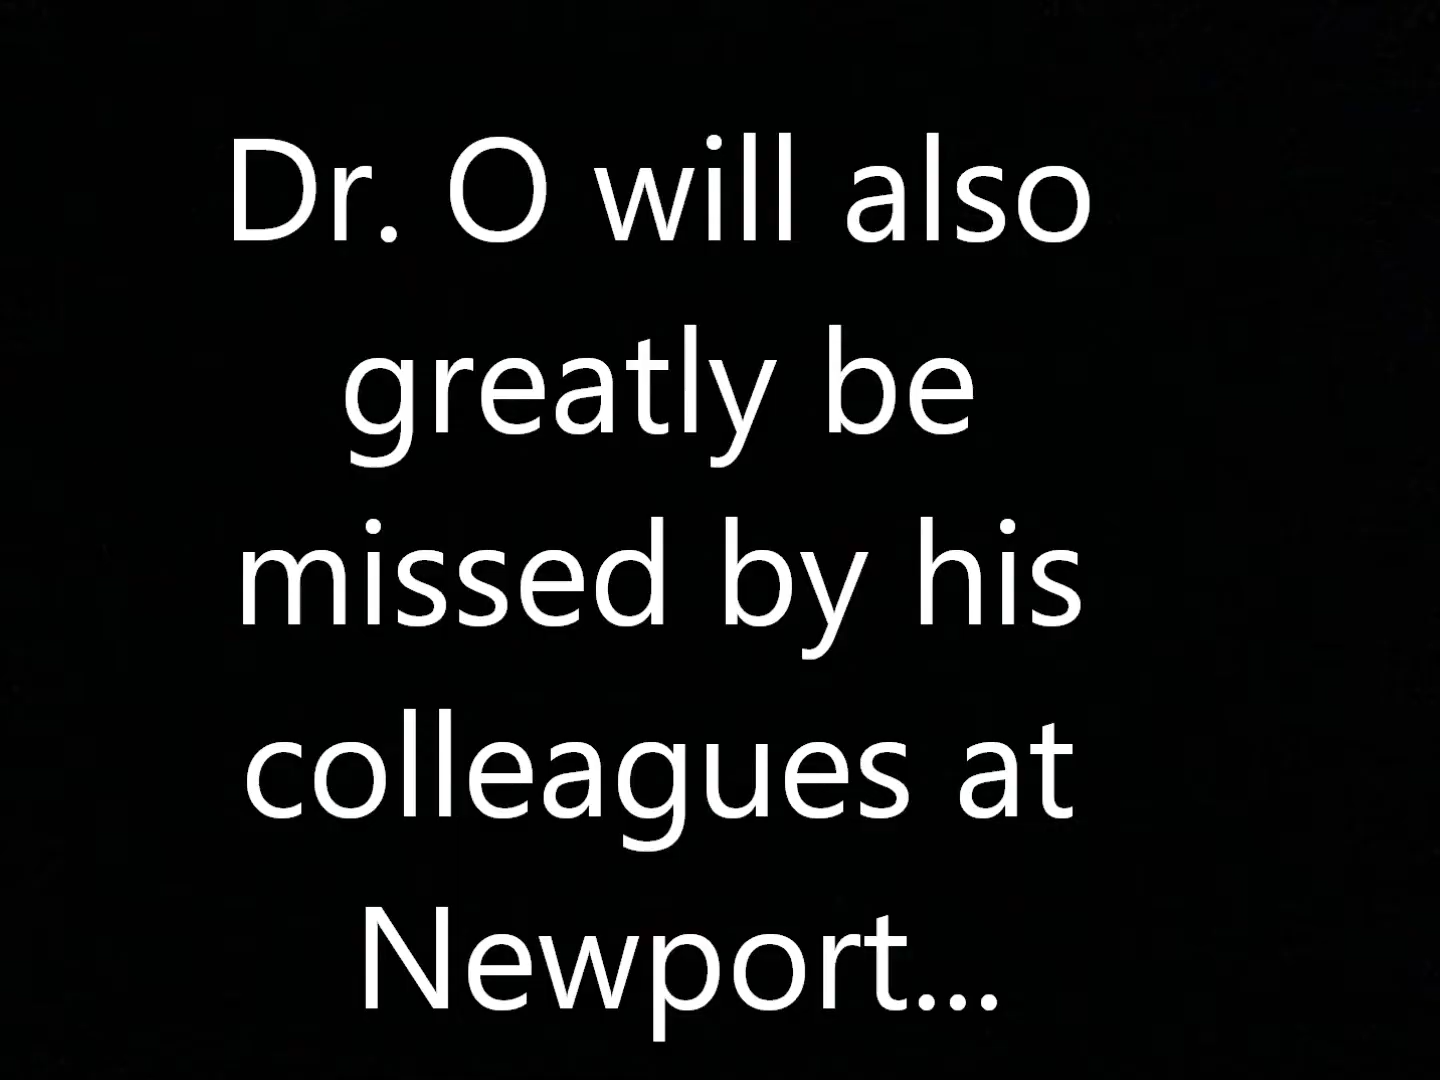 Dr. O will also
greatly be
missed by his
colleagues at
Newport...